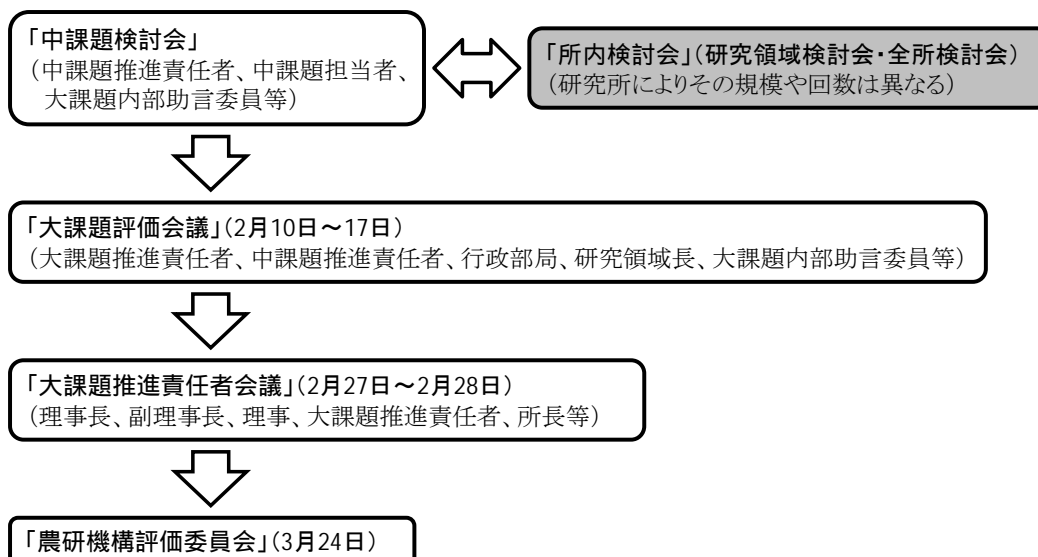 「中課題検討会」
（中課題推進責任者、中課題担当者、
大課題内部助言委員等）
「所内検討会」（研究領域検討会・全所検討会）
（研究所によりその規模や回数は異なる）
「大課題評価会議」（2月10日～17日）
（大課題推進責任者、中課題推進責任者、行政部局、研究領域長、大課題内部助言委員等）
「大課題推進責任者会議」（2月27日～2月28日）
（理事長、副理事長、理事、大課題推進責任者、所長等）
「農研機構評価委員会」（3月24日）